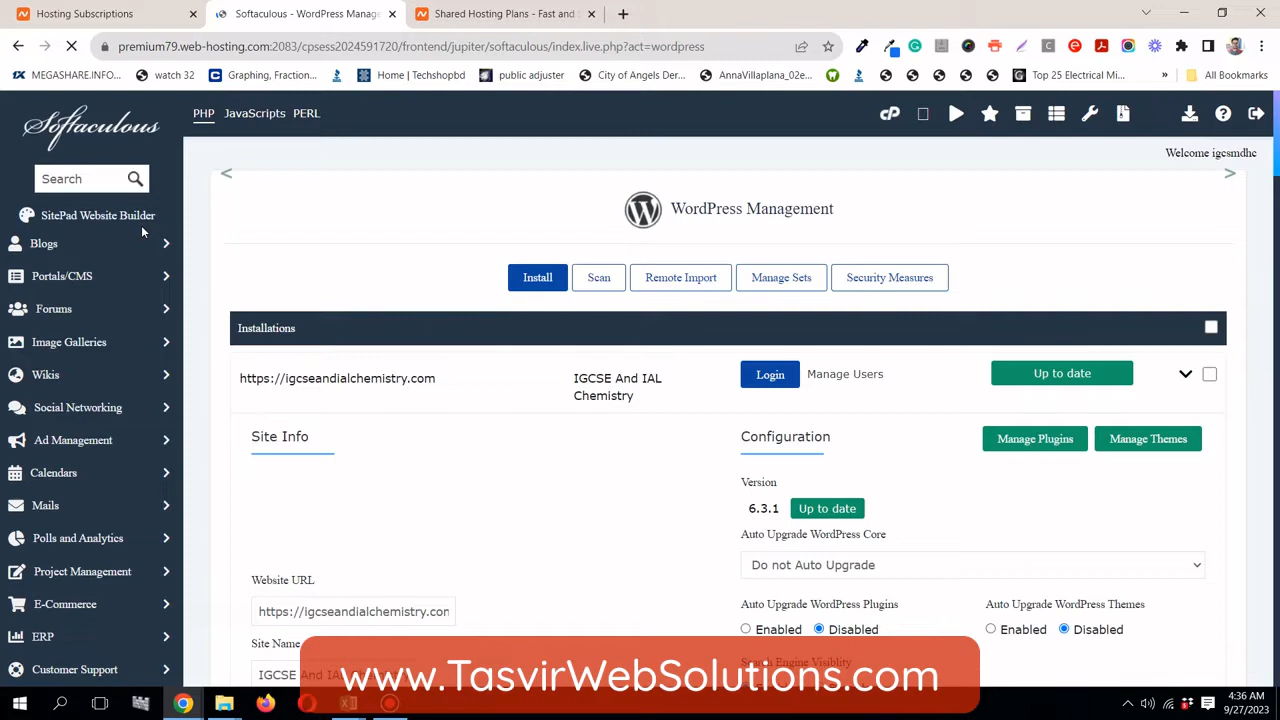 Hosting Subscriptions
Softaculous - WordPress Manage
Shared Hosting Plans - Fast and S
premium79.web-hosting.com:2083/cpsess2024591720/frontend/jupiter/softaculous/index.live.php?act=wordpress
MEGASHARE.INFO...
watch 32
Graphing, Fraction...
Home | Techshopbd
public adjuster
City of Angels Der...
AnnaVillaplana_02e...
Top 25 Electrical Mi...
»
All Bookmarks
Softaculous
PHP JavaScripts PERL
Welcome igcsmdhc
Search
SitePad Website Builder
Blogs
Portals/CMS
Forums
Image Galleries
Wikis
Social Networking
Ad Management
Calendars
Mails
Polls and Analytics
Project Management
E-Commerce
ERP
Customer Support
WordPress Management
Install
Scan
Remote Import
Manage Sets
Security Measures
Installations
https://igcseandialchemistry.com
IGCSE And IAL
Chemistry
Login
Manage Users
Up to date
Site Info
Configuration
Manage Plugins
Manage Themes
Version
6.3.1
Up to date
Auto Upgrade WordPress Core
Do not Auto Upgrade
Website URL
https://igcseandialchemistry.com
Auto Upgrade WordPress Plugins
Auto Upgrade WordPress Themes
Enabled
Disabled
Enabled
Disabled
Site Name
IGCSE And IAL
Search Engine Visiblity
www.TasvirWebSolutions.com
4:36 AM
9/27/2023